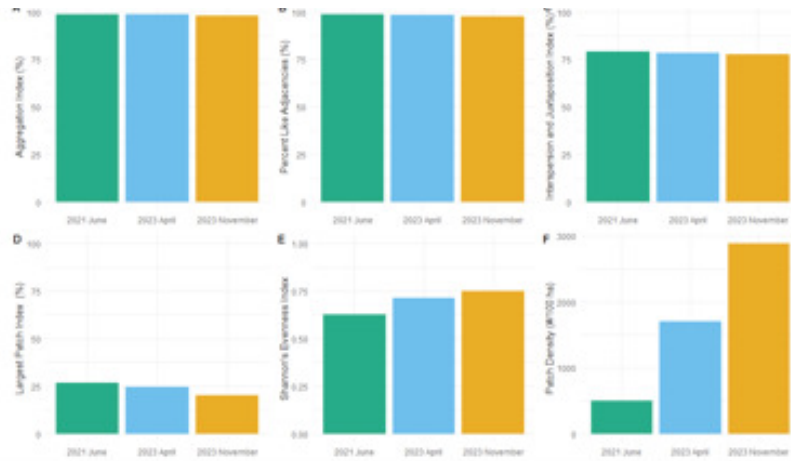 A
Aggregation Index (%)
100
75
50
25
0
2021 June 2023 April 2023 November
B
Percent Like Adjacencies (%)
100
75
50
25
0
2021 June 2023 April 2023 November
Interspersion and Juxtaposition Index (%)
100
75
50
25
0
2021 June 2023 April 2023 November
D
Largest Patch Index (%)
100
75
50
25
0
2021 June 2023 April 2023 November
E
Shannon's Evenness Index
1.00
0.75
0.50
0.25
0.00
2021 June 2023 April 2023 November
F
Patch Density (#/100 ha)
3000
2000
1000
0
2021 June 2023 April 2023 November